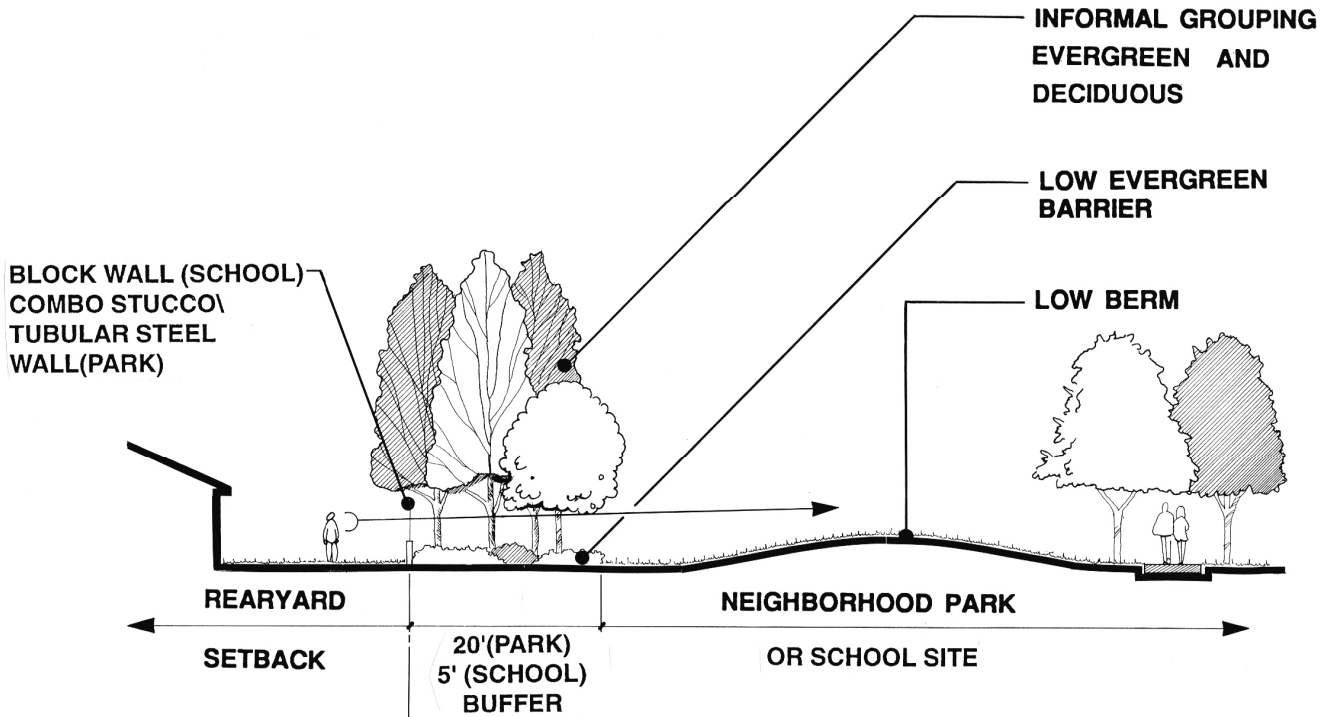 INFORMAL GROUPING
EVERGREEN AND
DECIDUOUS
LOW EVERGREEN
BARRIER
BLOCK WALL (SCHOOL)
COMBO STUCCO\
TUBULAR STEEL
WALL(PARK)
LOW BERM
REARYARD
SETBACK
20'(PARK)
5' (SCHOOL)
BUFFER
NEIGHBORHOOD PARK
OR SCHOOL SITE